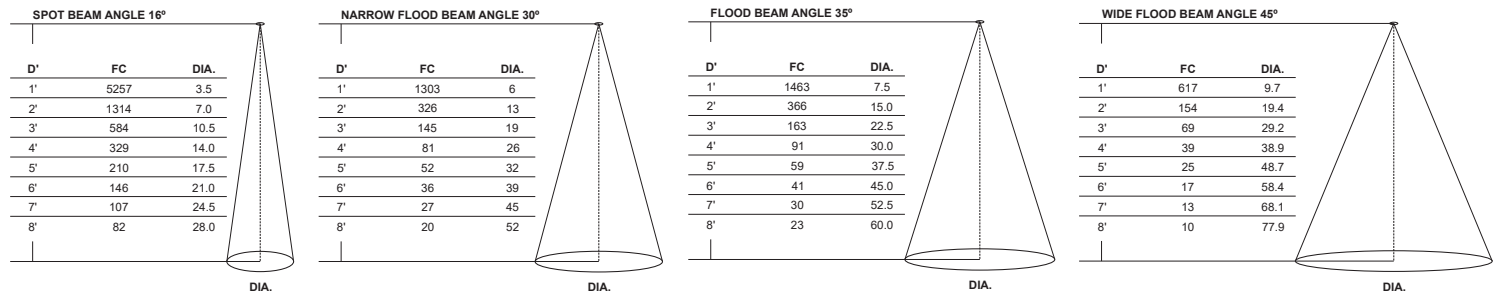 SPOT BEAM ANGLE 16º
D' FC DIA.
1' 5257 3.5
2' 1314 7.0
3' 584 10.5
4' 329 14.0
5' 210 17.5
6' 146 21.0
7' 107 24.5
8' 82 28.0
DIA.
NARROW FLOOD BEAM ANGLE 30º
D' FC DIA.
1' 1303 6
2' 326 13
3' 145 19
4' 81 26
5' 52 32
6' 36 39
7' 27 45
8' 20 52
DIA.
FLOOD BEAM ANGLE 35º
D' FC DIA.
1' 1463 7.5
2' 366 15.0
3' 163 22.5
4' 91 30.0
5' 59 37.5
6' 41 45.0
7' 30 52.5
8' 23 60.0
DIA.
WIDE FLOOD BEAM ANGLE 45º
D' FC DIA.
1' 617 9.7
2' 154 19.4
3' 69 29.2
4' 39 38.9
5' 25 48.7
6' 17 58.4
7' 13 68.1
8' 10 77.9
DIA.